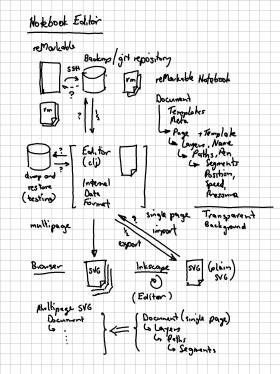 Notebook Editor
reMarkable
Backup/git repository
SSH
?
rm
reMarkable Notebook
rm
Document
Templates
Meta
Page + Template
Layers, Name
Paths, Pen
Segments
Position,
Speed,
Pressure
?
?
?
Editor
(clj)
Internal
Data
Format
dump and
restore
(testing)
Transparent
Background
multipage
? single page
import
export
Browser
SVG
Inkscape
(Editor)
SVG
(plain
SVG)
Multipage SVG
Document
Document (single page)
Layers
Paths
Segments